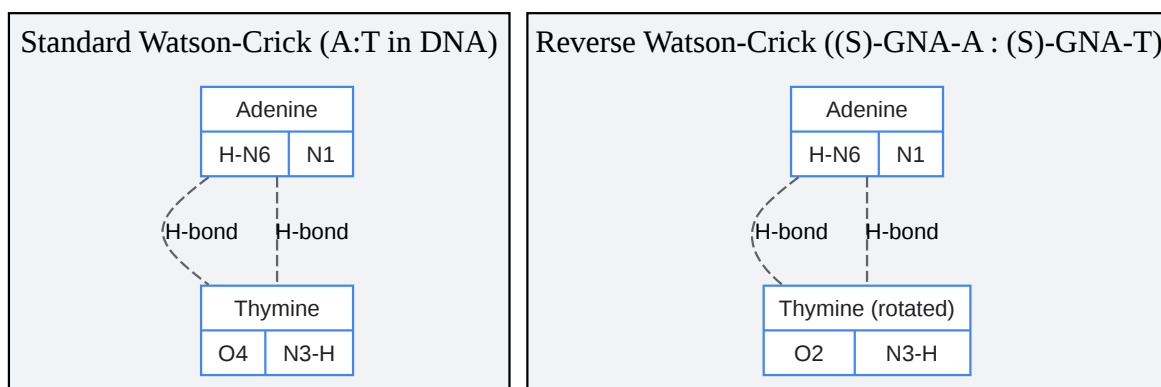 Standard Watson-Crick (A:T in DNA)
Adenine
H-N6 N1
H-bond H-bond
Thymine
O4 N3-H
Reverse Watson-Crick ((S)-GNA-A : (S)-GNA-T)
Adenine
H-N6 N1
H-bond H-bond
Thymine (rotated)
O2 N3-H